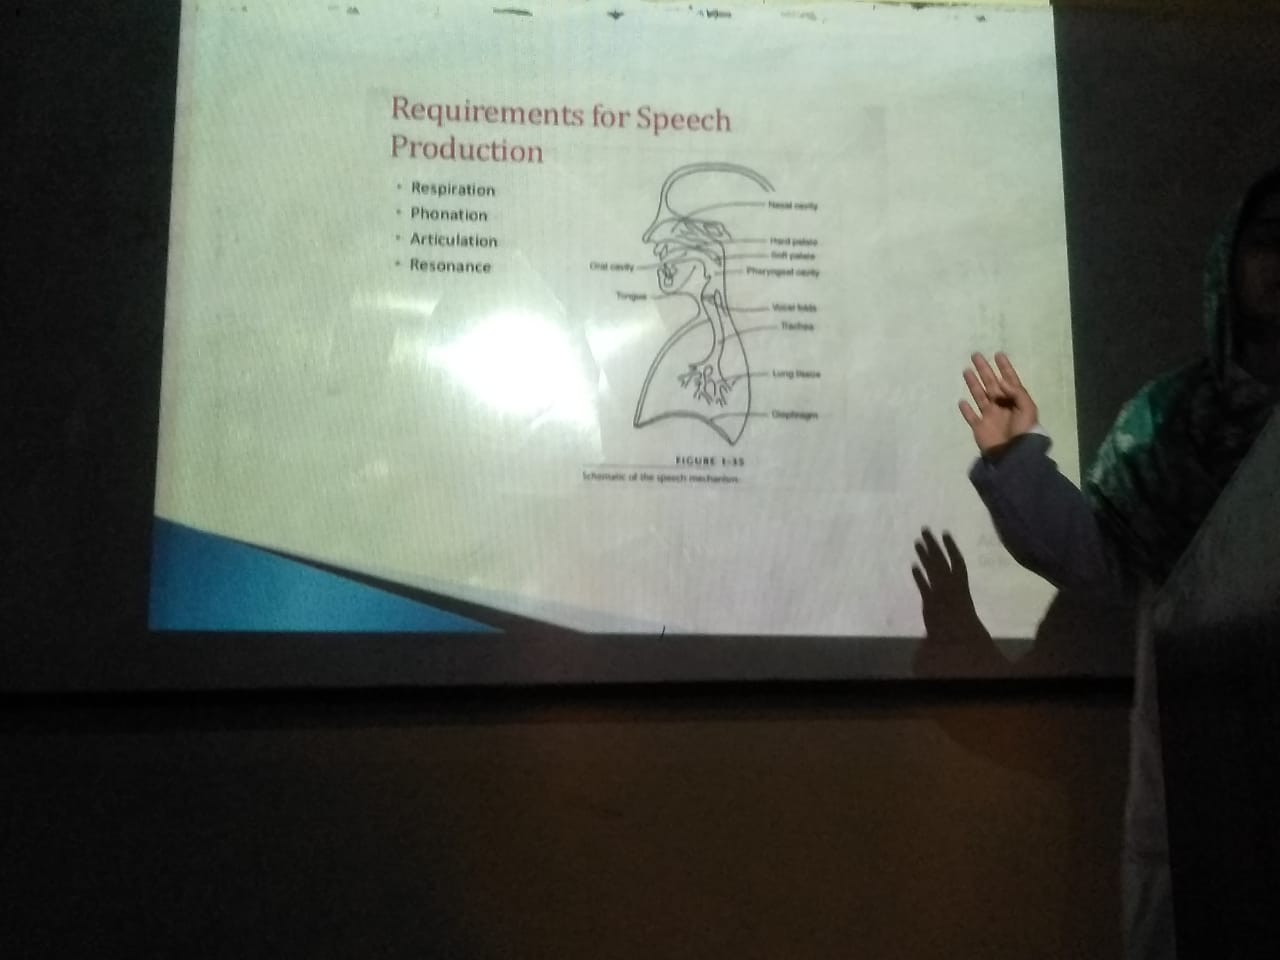 Requirements for Speech
Production
• Respiration
• Phonation
• Articulation
• Resonance
Nasal cavity
Hard palate
Soft palate
Oral cavity
Pharyngeal cavity
Tongue
Vocal folds
Trachea
Lung tissue
Diaphragm
FIGURE 1-15
Schematic of the speech mechanism.